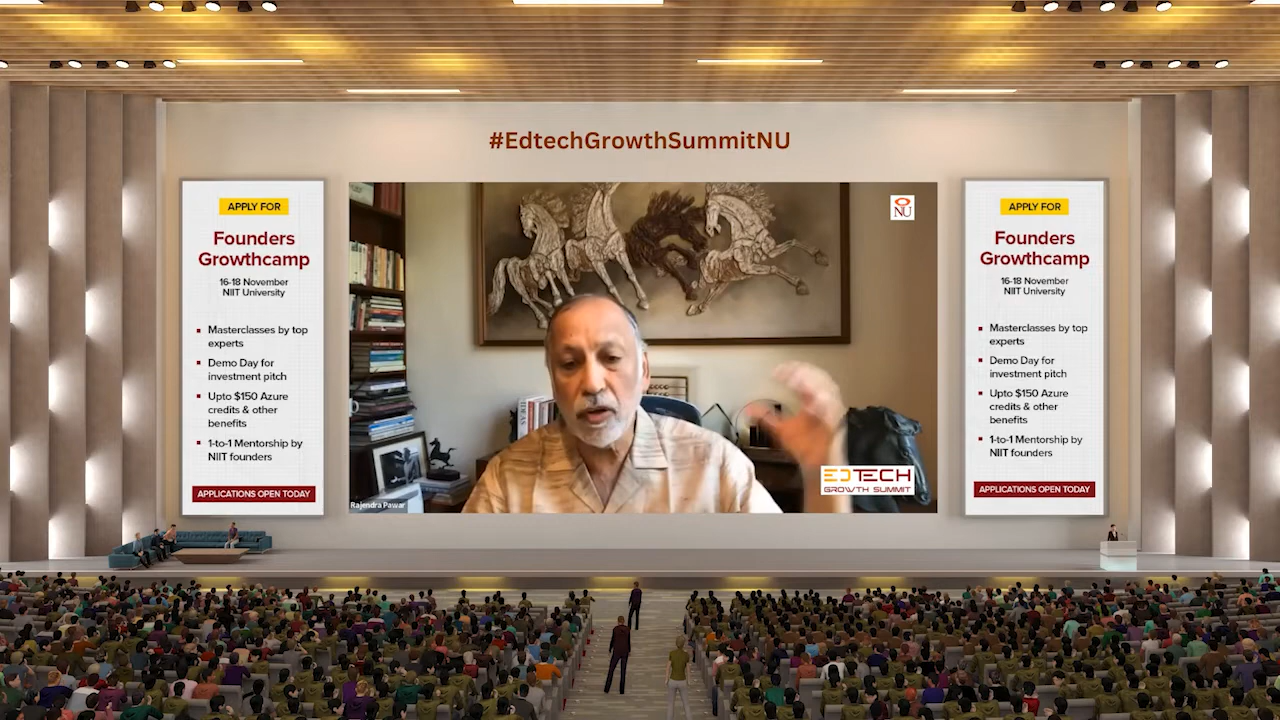 #EdtechGrowthSummitNU
APPLY FOR
Founders
Growthcamp
16-18 November
NIIT University
Masterclasses by top
experts
Demo Day for
investment pitch
Upto $150 Azure
credits & other
benefits
1-to-1 Mentorship by
NIIT founders
APPLICATIONS OPEN TODAY
NU
EDTECH
GROWTH SUMMIT
Rajendra Pawar
APPLY FOR
Founders
Growthcamp
16-18 November
NIIT University
Masterclasses by top
experts
Demo Day for
investment pitch
Upto $150 Azure
credits & other
benefits
1-to-1 Mentorship by
NIIT founders
APPLICATIONS OPEN TODAY